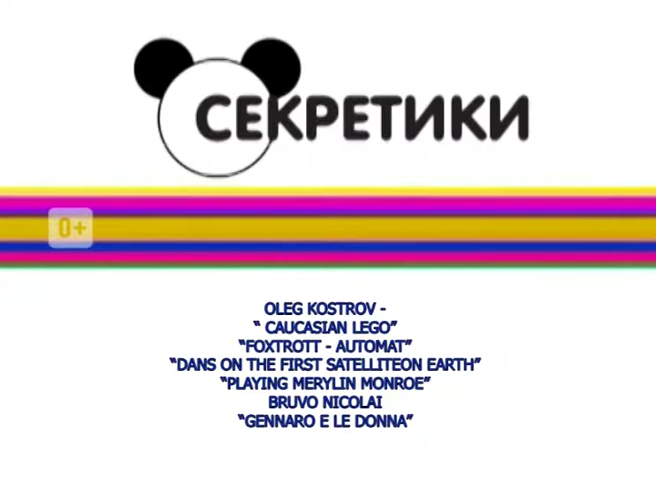 СЕКРЕТИКИ
0+
OLEG KOSTROV -
“ CAUCASIAN LEGO”
“FOXTROTT - AUTOMAT”
“DANS ON THE FIRST SATELLITEON EARTH”
“PLAYING MERYLIN MONROE”
BRUVO NICOLAI
“GENNARO E LE DONNA”